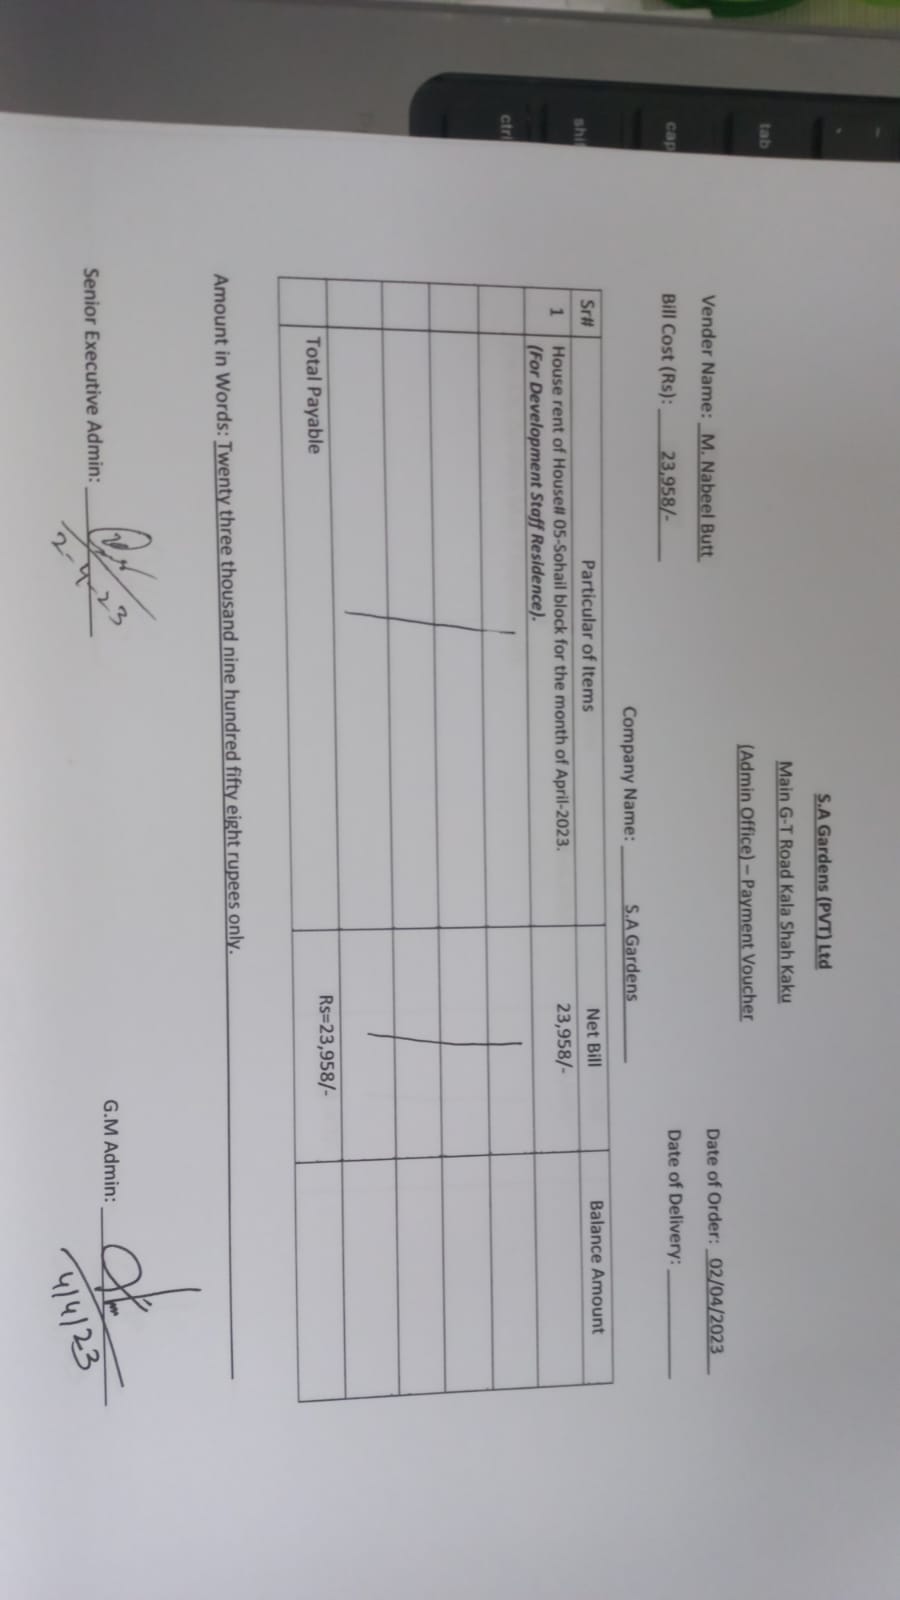 S.A Gardens (PVT) Ltd
Main G-T Road Kala Shah Kaku
(Admin Office) – Payment Voucher
Vender Name: M. Nabeel Butt Date of Order: 02/04/2023
Bill Cost (Rs): 23,958/- Date of Delivery:
Company Name: S.A Gardens
Sr# Particular of Items Net Bill Balance Amount
1 House rent of House# 05-Sohail block for the month of April-2023. 23,958/-
(For Development Staff Residence).
Total Payable Rs=23,958/-
Amount in Words: Twenty three thousand nine hundred fifty eight rupees only.
Senior Executive Admin: G.M Admin:
2-4-23 4/4/23
tab
cap
shi
ctrl